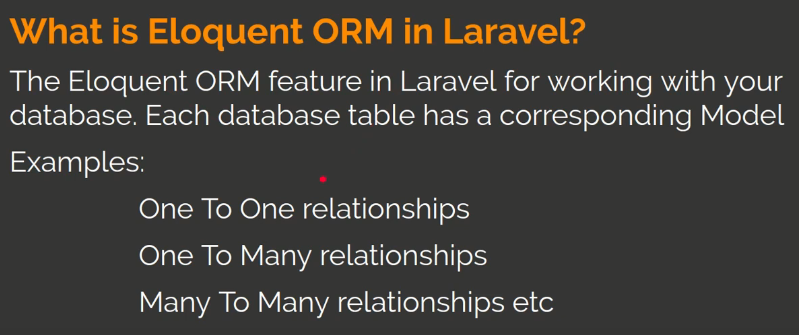 What is Eloquent ORM in Laravel?
The Eloquent ORM feature in Laravel for working with your
database. Each database table has a corresponding Model
Examples:
One To One relationships
One To Many relationships
Many To Many relationships etc